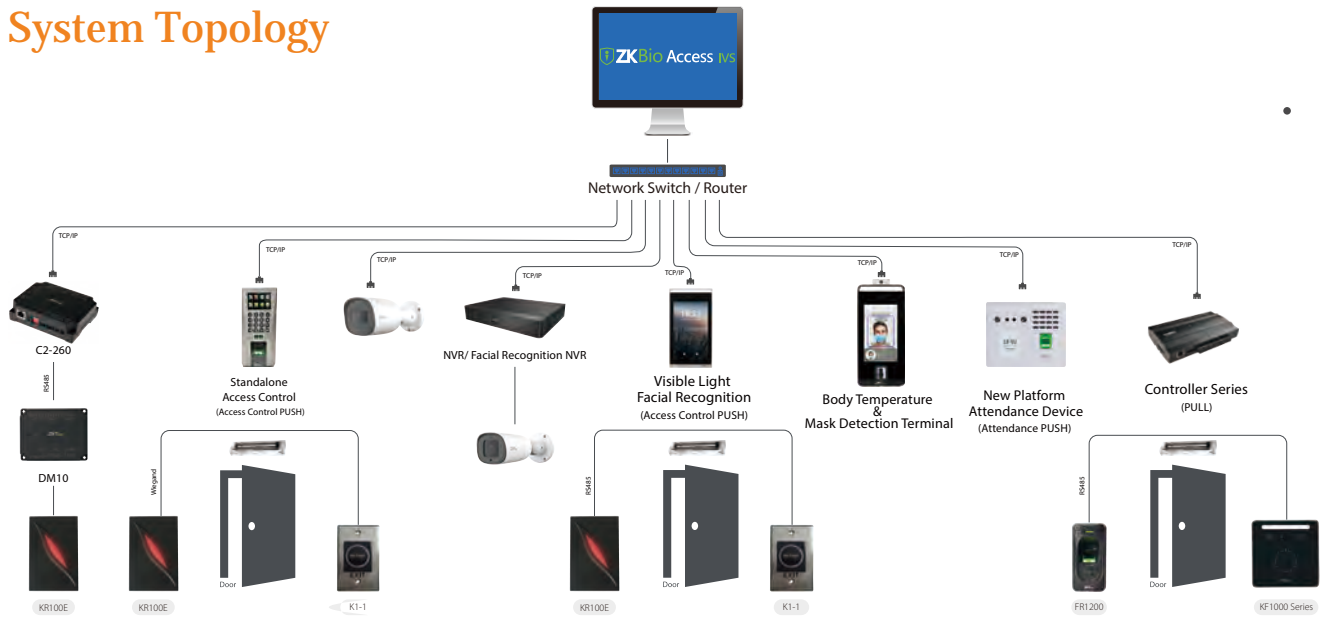 System Topology
ZKBio Access IVS
Network Switch / Router
TCP/IP
TCP/IP
TCP/IP
TCP/IP
TCP/IP
TCP/IP
TCP/IP
TCP/IP
C2-260
RS485
DM10
KR100E
Standalone
Access Control
(Access Control PUSH)
Wiegand
KR100E
Door
EXIT
K1-1
NVR/ Facial Recognition NVR
Visible Light
Facial Recognition
(Access Control PUSH)
RS485
KR100E
Door
K1-1
Body Temperature
&
Mask Detection Terminal
New Platform
Attendance Device
(Attendance PUSH)
Controller Series
(PULL)
RS485
FR1200
Door
KF1000 Series